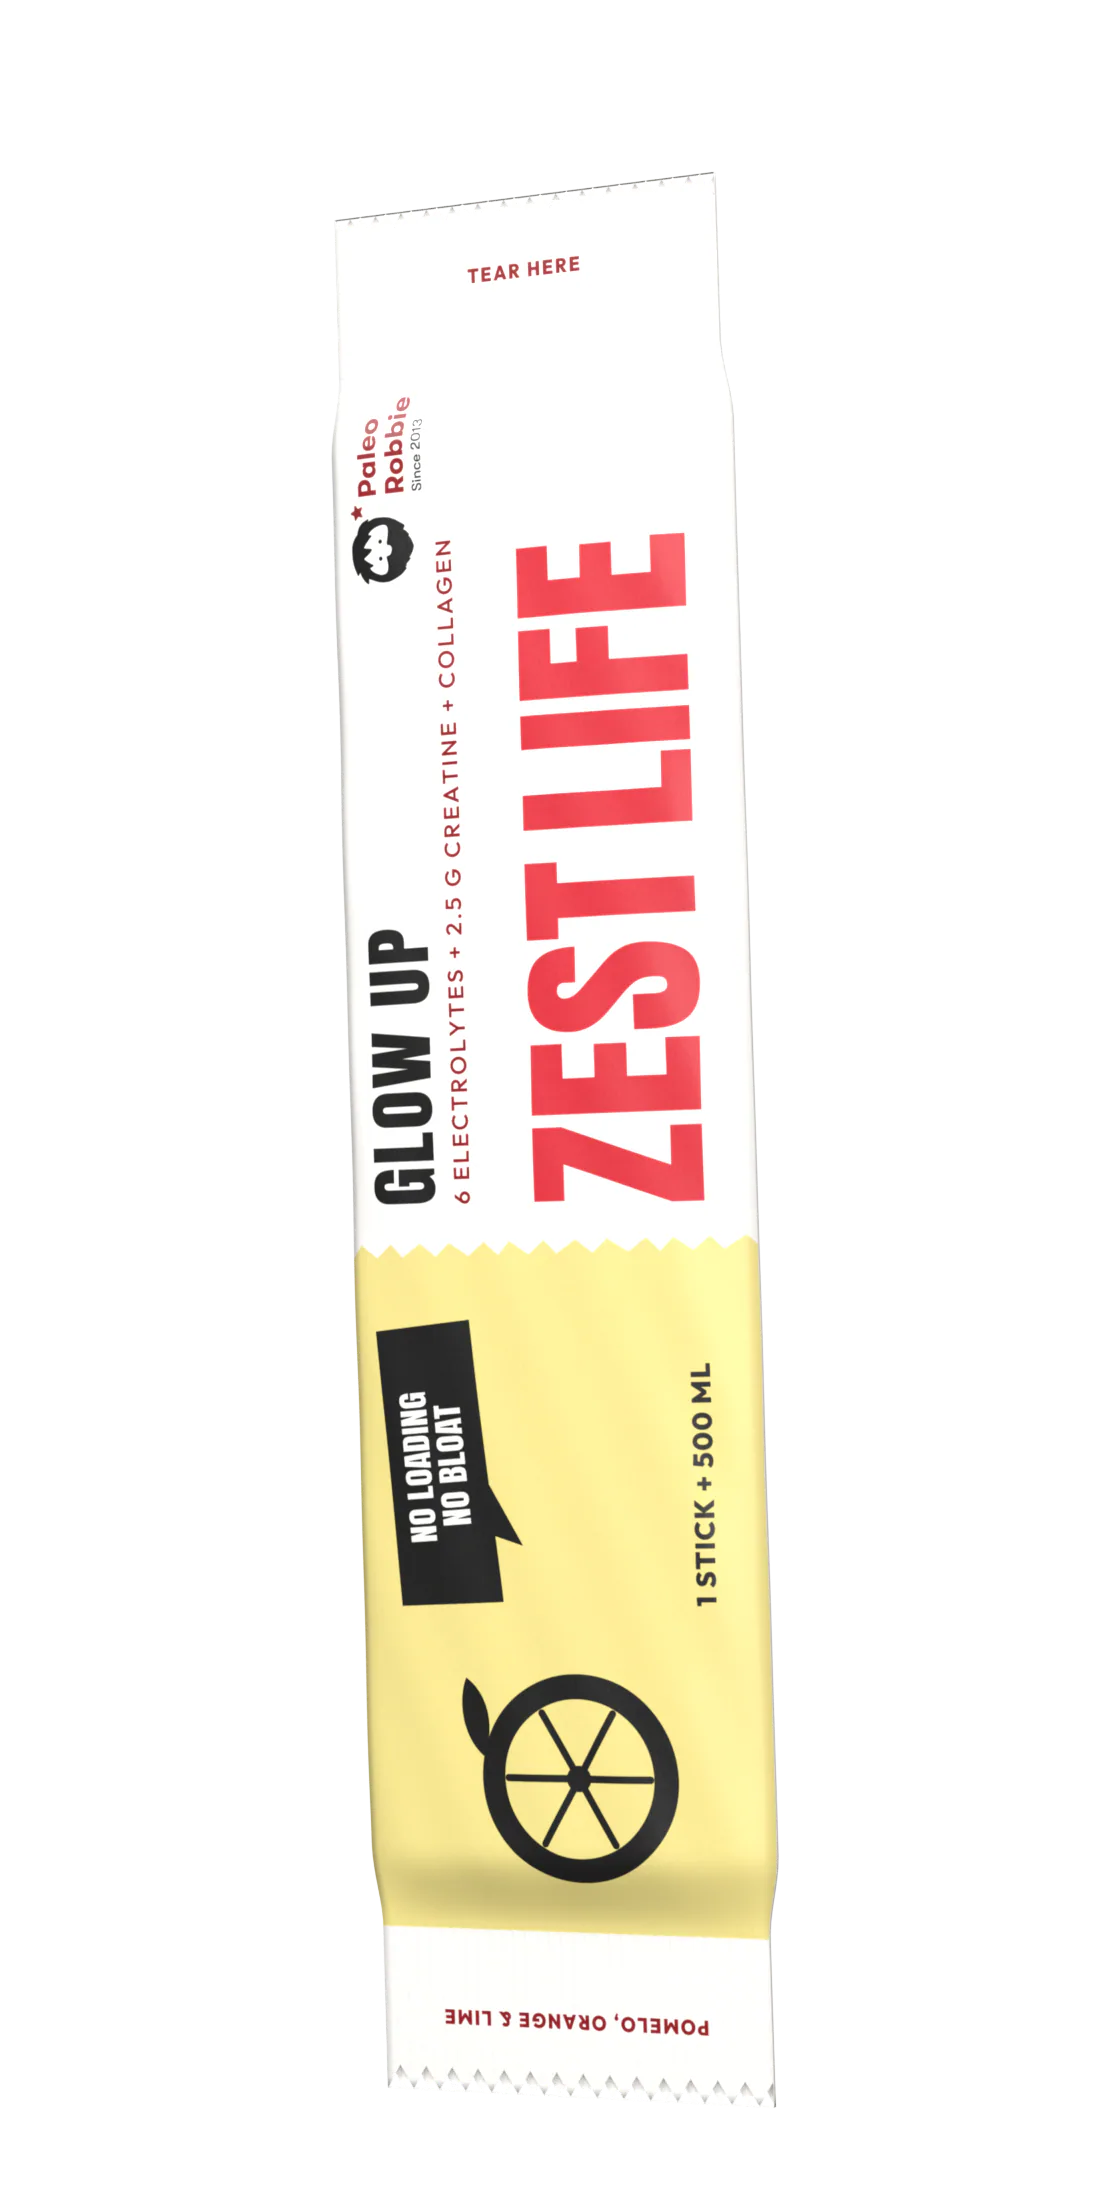 TEAR HERE
Paleo
Robbie
Since 2013
GLOW UP
6 ELECTROLYTES + 2.5 G CREATINE + COLLAGEN
ZEST LIFE
NO LOADING
NO BLOAT
1 STICK + 500 ML
POMELO, ORANGE & LIME